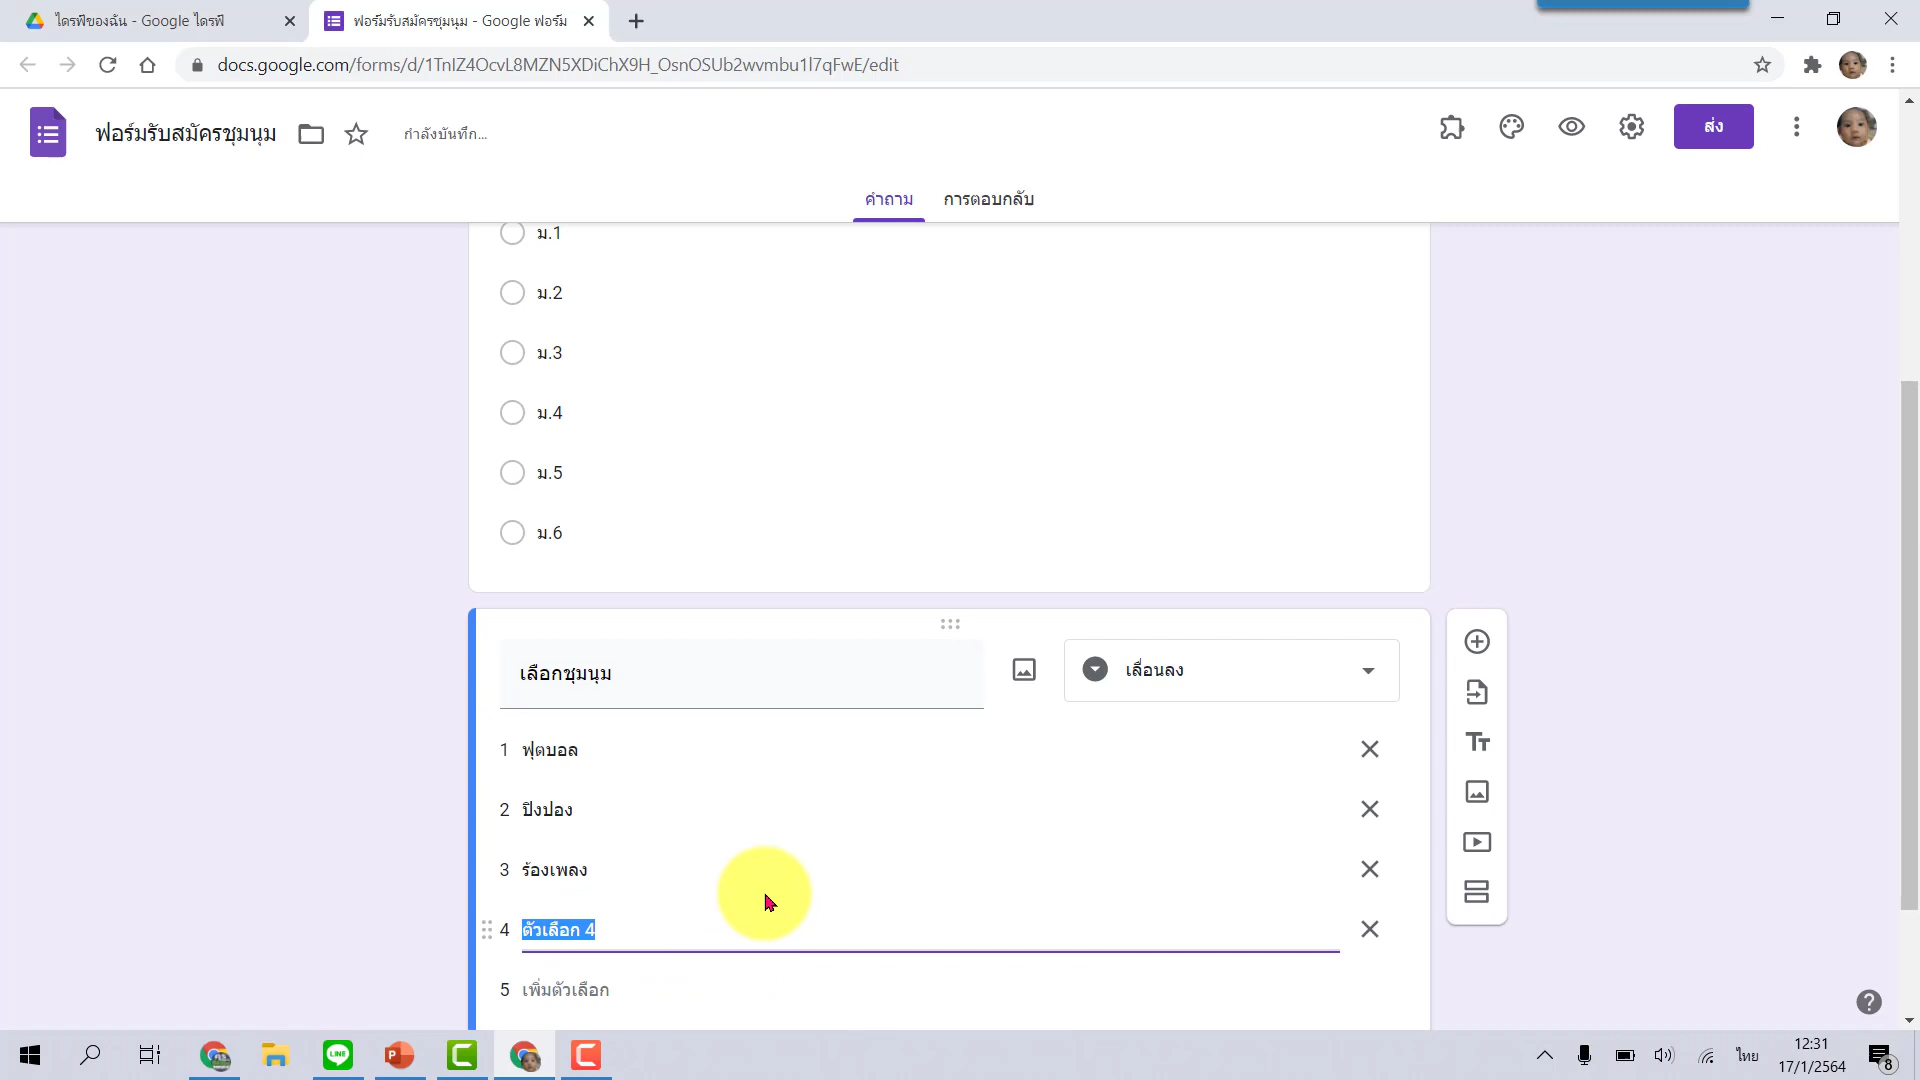 ไดรฟ์ของฉัน - Google ไดรฟ์
ฟอร์มรับสมัครชุมนุม - Google ฟอร์ม
docs.google.com/forms/d/1TnIZ4OcvL8MZN5XDiChX9H_OsnOSUb2wvmbu1l7qFwE/edit
ฟอร์มรับสมัครชุมนุม
กำลังบันทึก...
ส่ง
คำถาม
การตอบกลับ
ม.1
ม.2
ม.3
ม.4
ม.5
ม.6
เลือกชุมนุม
เลื่อนลง
1 ฟุตบอล
2 ปิงปอง
3 ร้องเพลง
4 ตัวเลือก 4
5 เพิ่มตัวเลือก
LINE
ไทย
12:31
17/1/2564
8